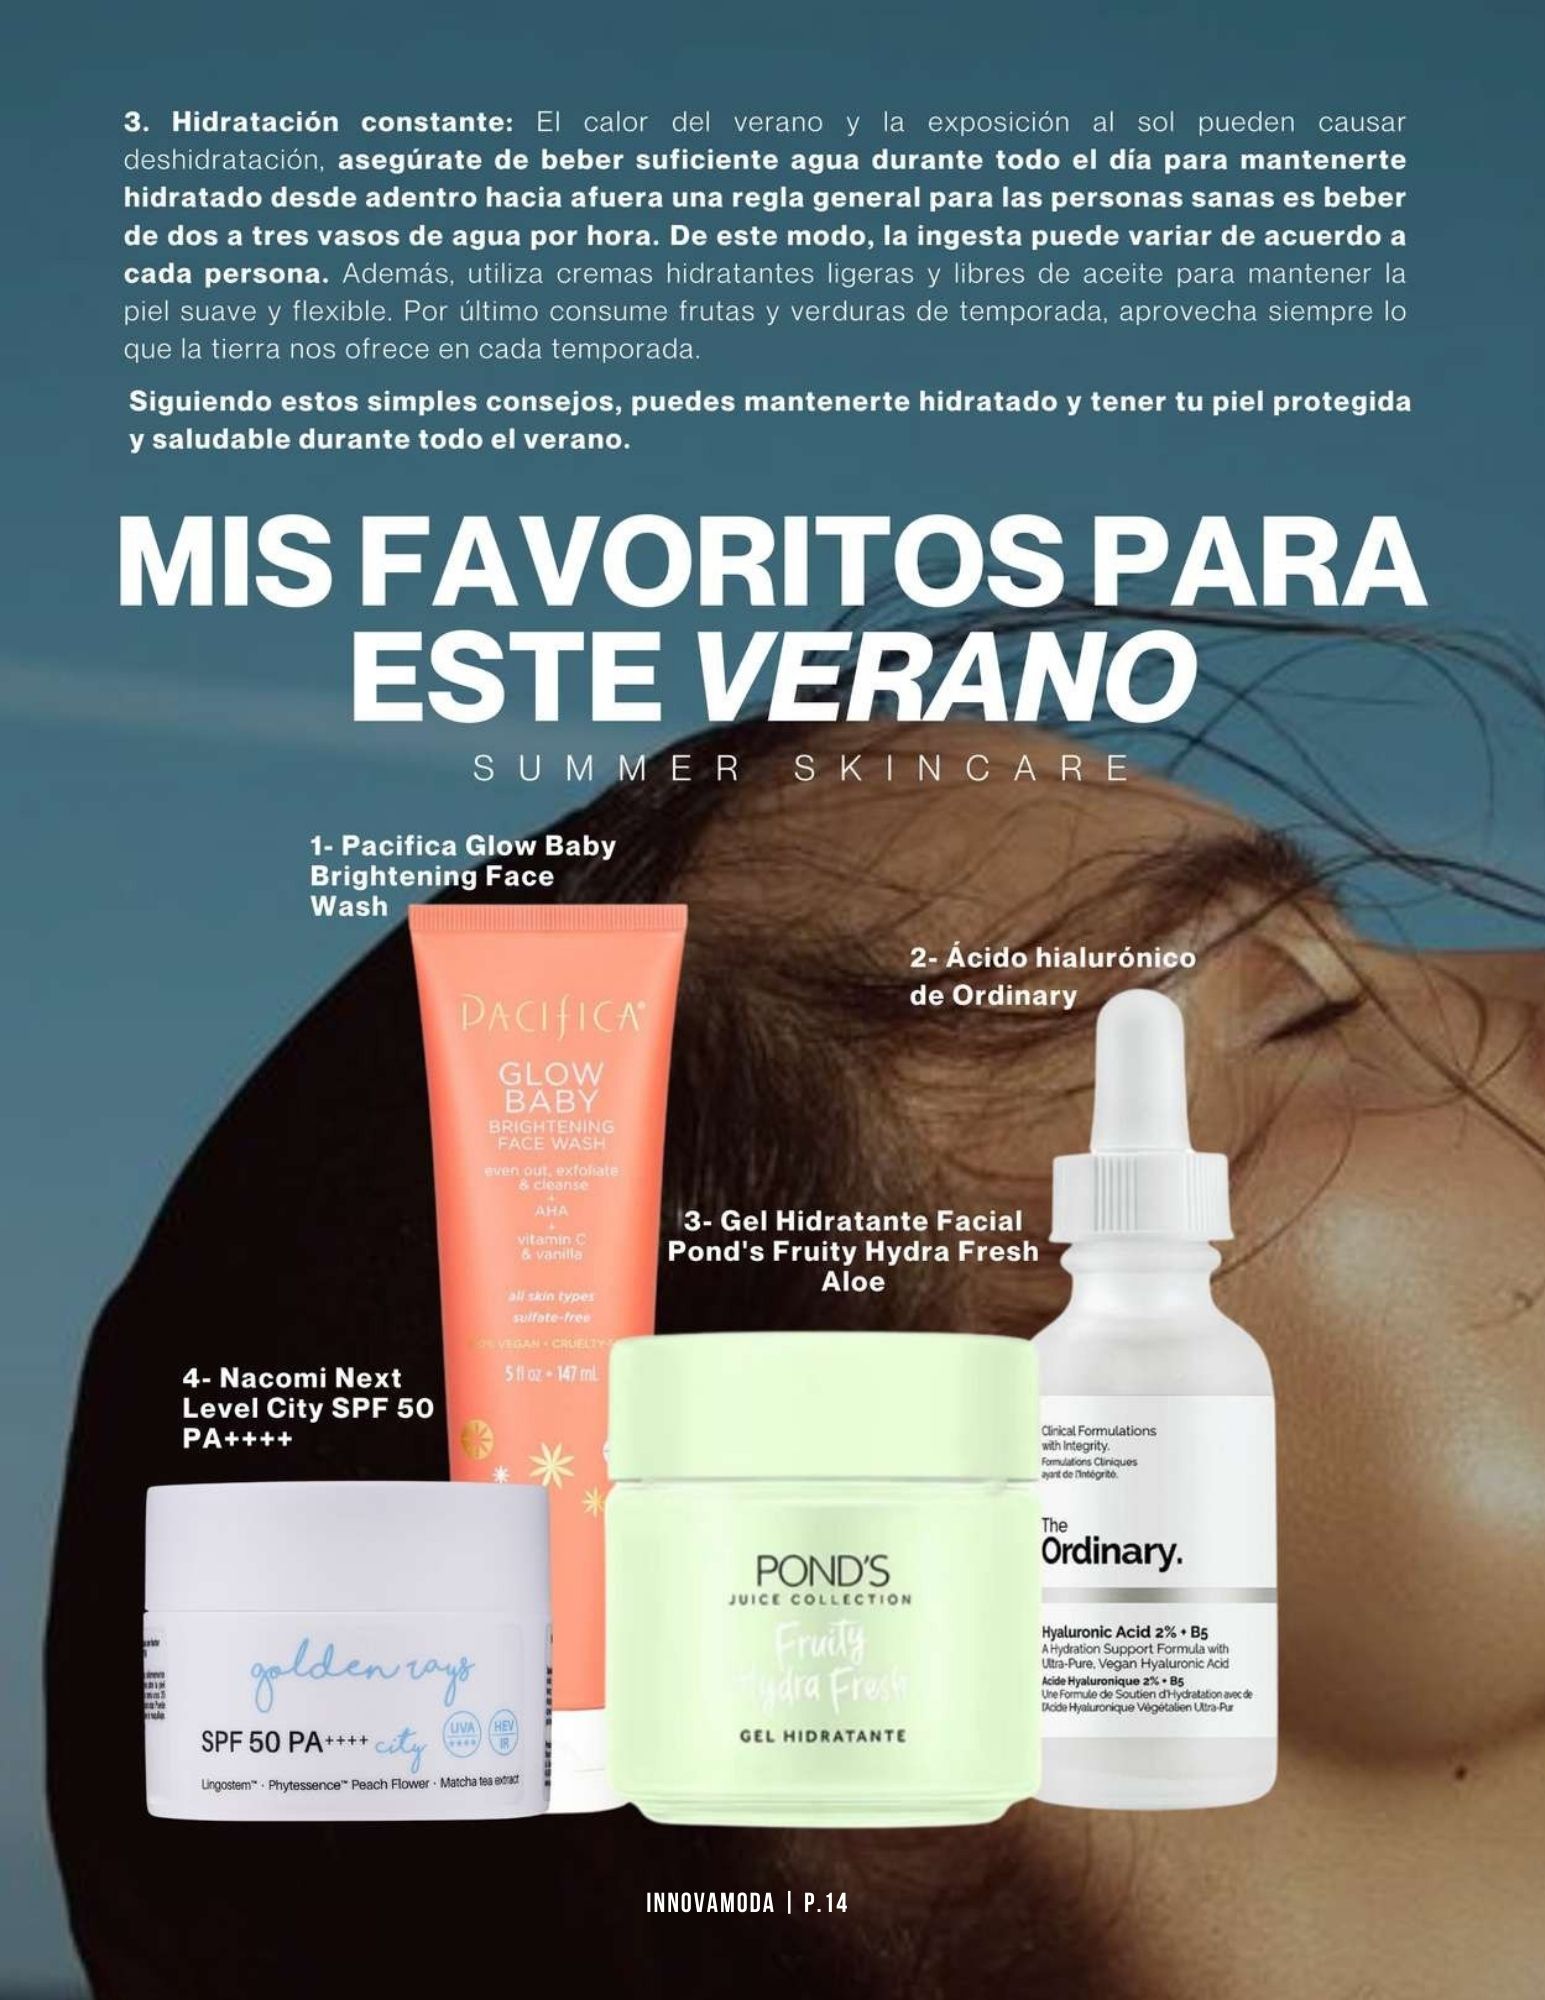 3. Hidratación constante: El calor del verano y la exposición al sol pueden causar
deshidratación, asegúrate de beber suficiente agua durante todo el día para mantenerte
hidratado desde adentro hacia afuera una regla general para las personas sanas es beber
de dos a tres vasos de agua por hora. De este modo, la ingesta puede variar de acuerdo a
cada persona. Además, utiliza cremas hidratantes ligeras y libres de aceite para mantener la
piel suave y flexible. Por último consume frutas y verduras de temporada, aprovecha siempre lo
que la tierra nos ofrece en cada temporada.
Siguiendo estos simples consejos, puedes mantenerte hidratado y tener tu piel protegida
y saludable durante todo el verano.
MIS FAVORITOS PARA
ESTE VERANO
SUMMER SKINCARE
1- Pacifica Glow Baby
Brightening Face
Wash
PACIFICA®
GLOW
BABY
BRIGHTENING
FACE WASH
even out, exfoliate
& cleanse
+
AHA
+
vitamin C
& vanilla
all skin types
sulfate-free
VEGAN • CRUELTY-
5 fl oz • 147 mL
2- Ácido hialurónico
de Ordinary
Clinical Formulations
with Integrity.
Formulations Cliniques
ayant de l'Intégrité.
The
Ordinary.
Hyaluronic Acid 2% + B5
A Hydration Support Formula with
Ultra-Pure, Vegan Hyaluronic Acid
Acide Hyaluronique 2% + B5
Une Formule de Soutien d'Hydratation avec de
l'Acide Hyaluronique Végétalien Ultra-Pur
3- Gel Hidratante Facial
Pond's Fruity Hydra Fresh
Aloe
POND'S
JUICE COLLECTION
Fruity
Hydra Fresh
GEL HIDRATANTE
4- Nacomi Next
Level City SPF 50
PA++++
golden rays
SPF 50 PA++++ city
UVA
++++
HEV
IR
Lingostem™ · Phytessence™ Peach Flower · Matcha tea extract
INNOVAMODA | P.14